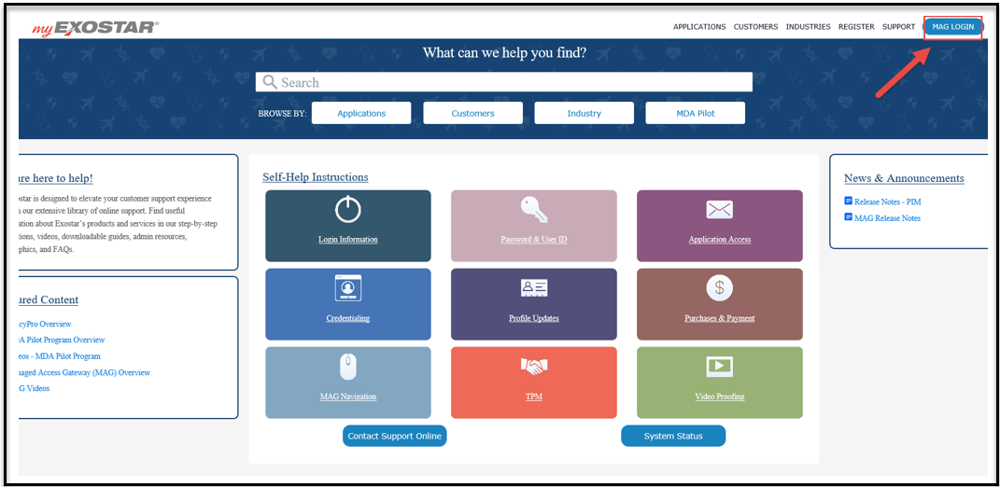 myEXOSTAR®
APPLICATIONS CUSTOMERS INDUSTRIES REGISTER SUPPORT MAG LOGIN
What can we help you find?
Search
BROWSE BY: Applications Customers Industry MDA Pilot
are here to help!
ostar is designed to elevate your customer support experience
our extensive library of online support. Find useful
ation about Exostar's products and services in our step-by-step
tions, videos, downloadable guides, admin resources,
phics, and FAQs.
ured Content
cyPro Overview
A Pilot Program Overview
eos - MDA Pilot Program
naged Access Gateway (MAG) Overview
G Videos
Self-Help Instructions
Login Information
Password & User ID
Application Access
Credentialing
Profile Updates
Purchases & Payment
MAG Navigation
TPM
Video Proofing
Contact Support Online
System Status
News & Announcements
Release Notes - PIM
MAG Release Notes